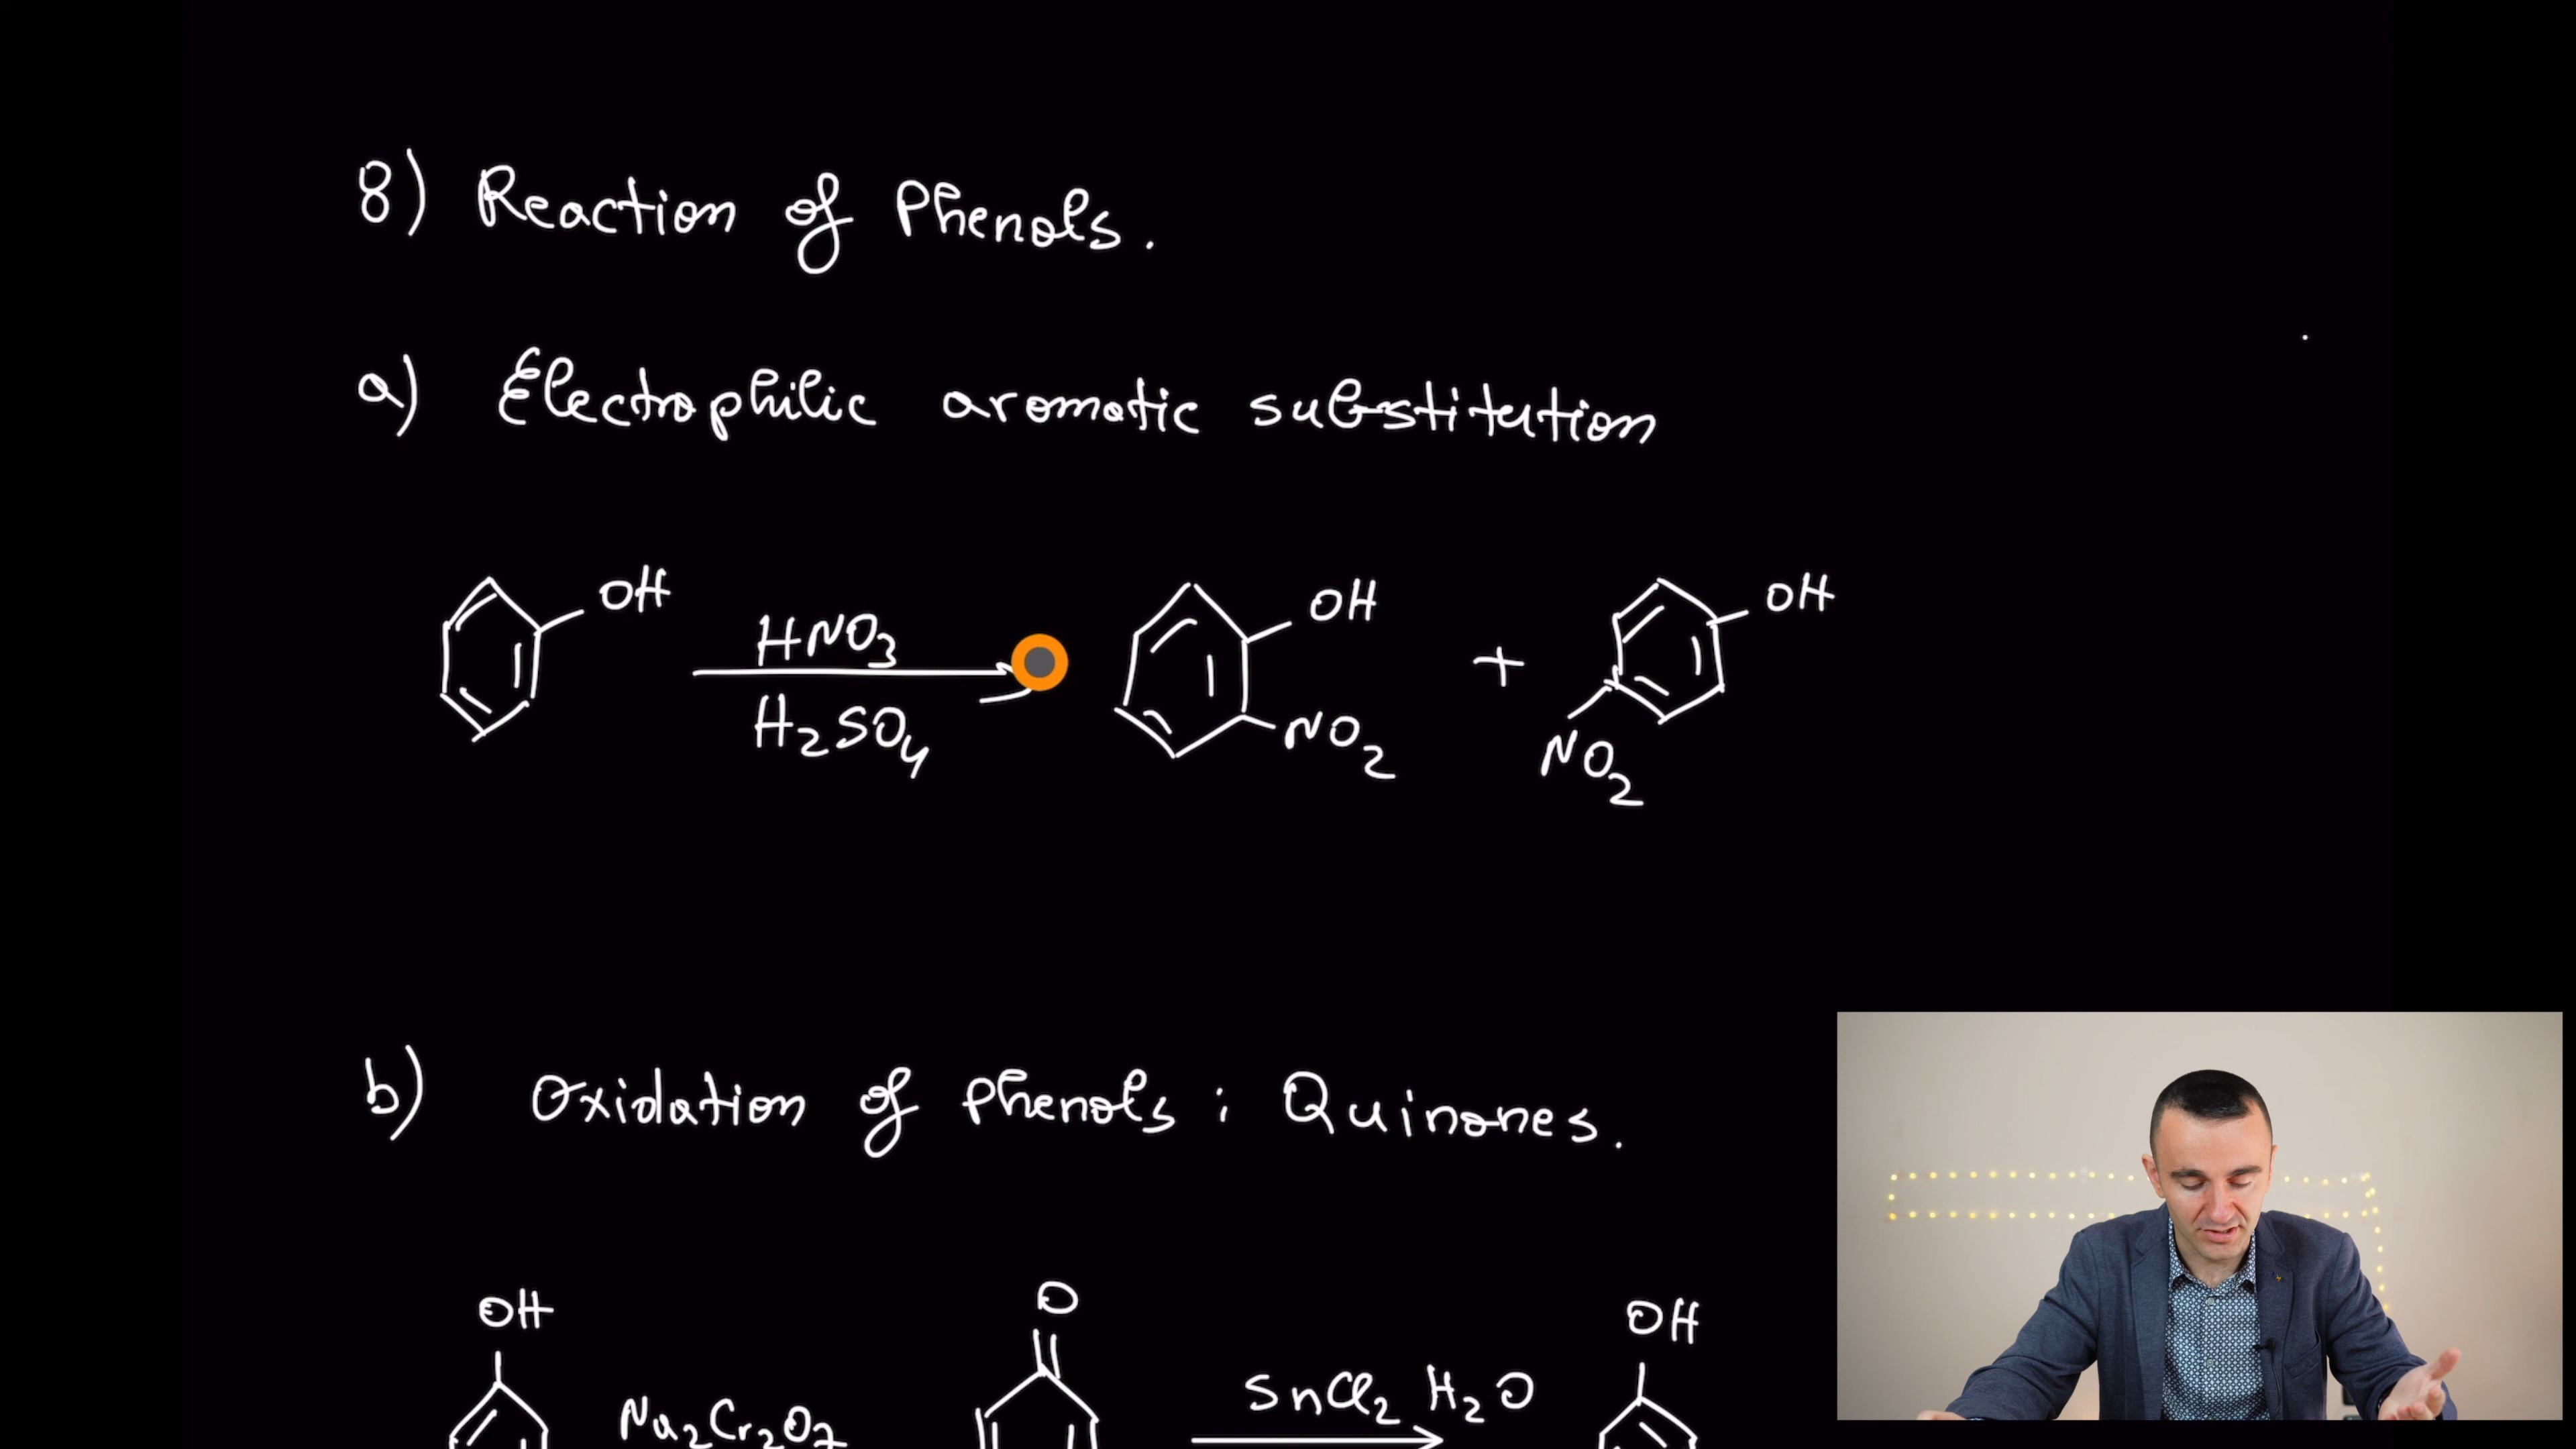 8) Reaction of Phenols.
a) Electrophilic aromatic substitution
OH HNO3 OH + OH
H2SO4 NO2 NO2
b) Oxidation of phenols: Quinones.
OH O OH
Na2Cr2O7 SnCl2 H2O